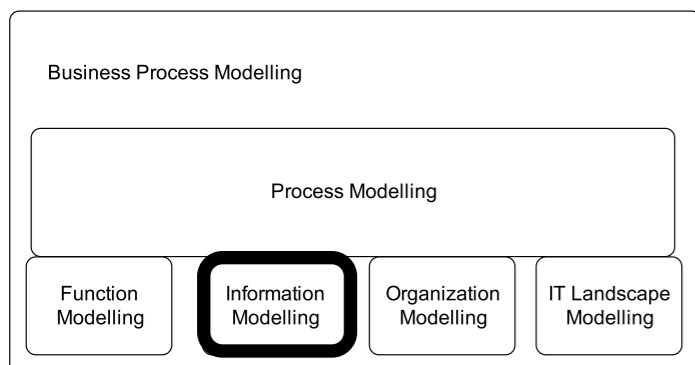 Business Process Modelling
Process Modelling
Function
Modelling
Information
Modelling
Organization
Modelling
IT Landscape
Modelling